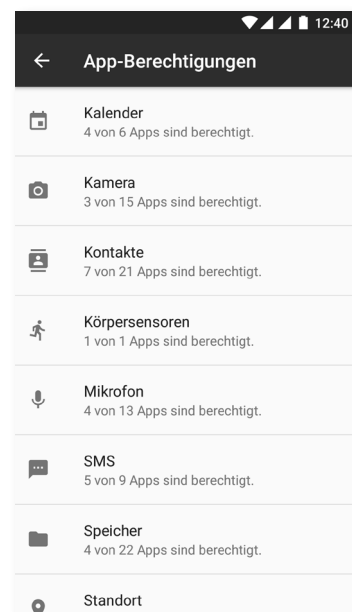 12:40
App-Berechtigungen
Kalender
4 von 6 Apps sind berechtigt.
Kamera
3 von 15 Apps sind berechtigt.
Kontakte
7 von 21 Apps sind berechtigt.
Körpersensoren
1 von 1 Apps sind berechtigt.
Mikrofon
4 von 13 Apps sind berechtigt.
SMS
5 von 9 Apps sind berechtigt.
Speicher
4 von 22 Apps sind berechtigt.
Standort